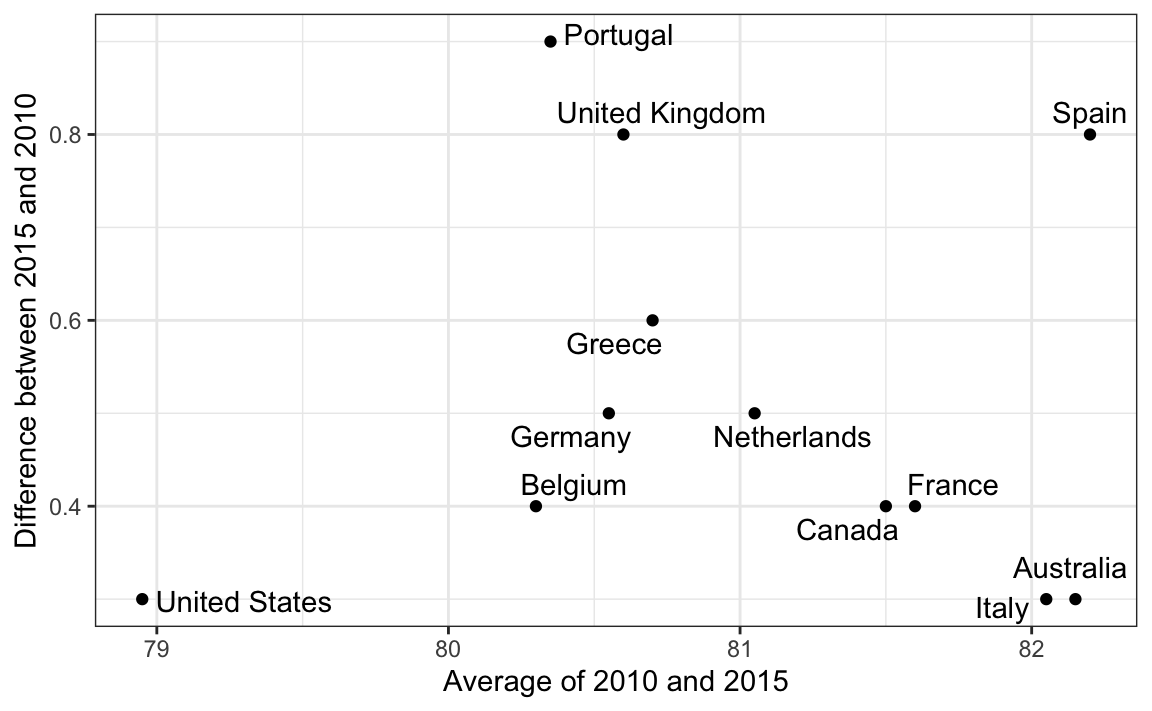 Difference between 2015 and 2010
0.8
0.6
0.4
Portugal
United Kingdom
Spain
Greece
Germany
Netherlands
Belgium
France
Canada
Australia
United States
Italy
79
80
81
82
Average of 2010 and 2015